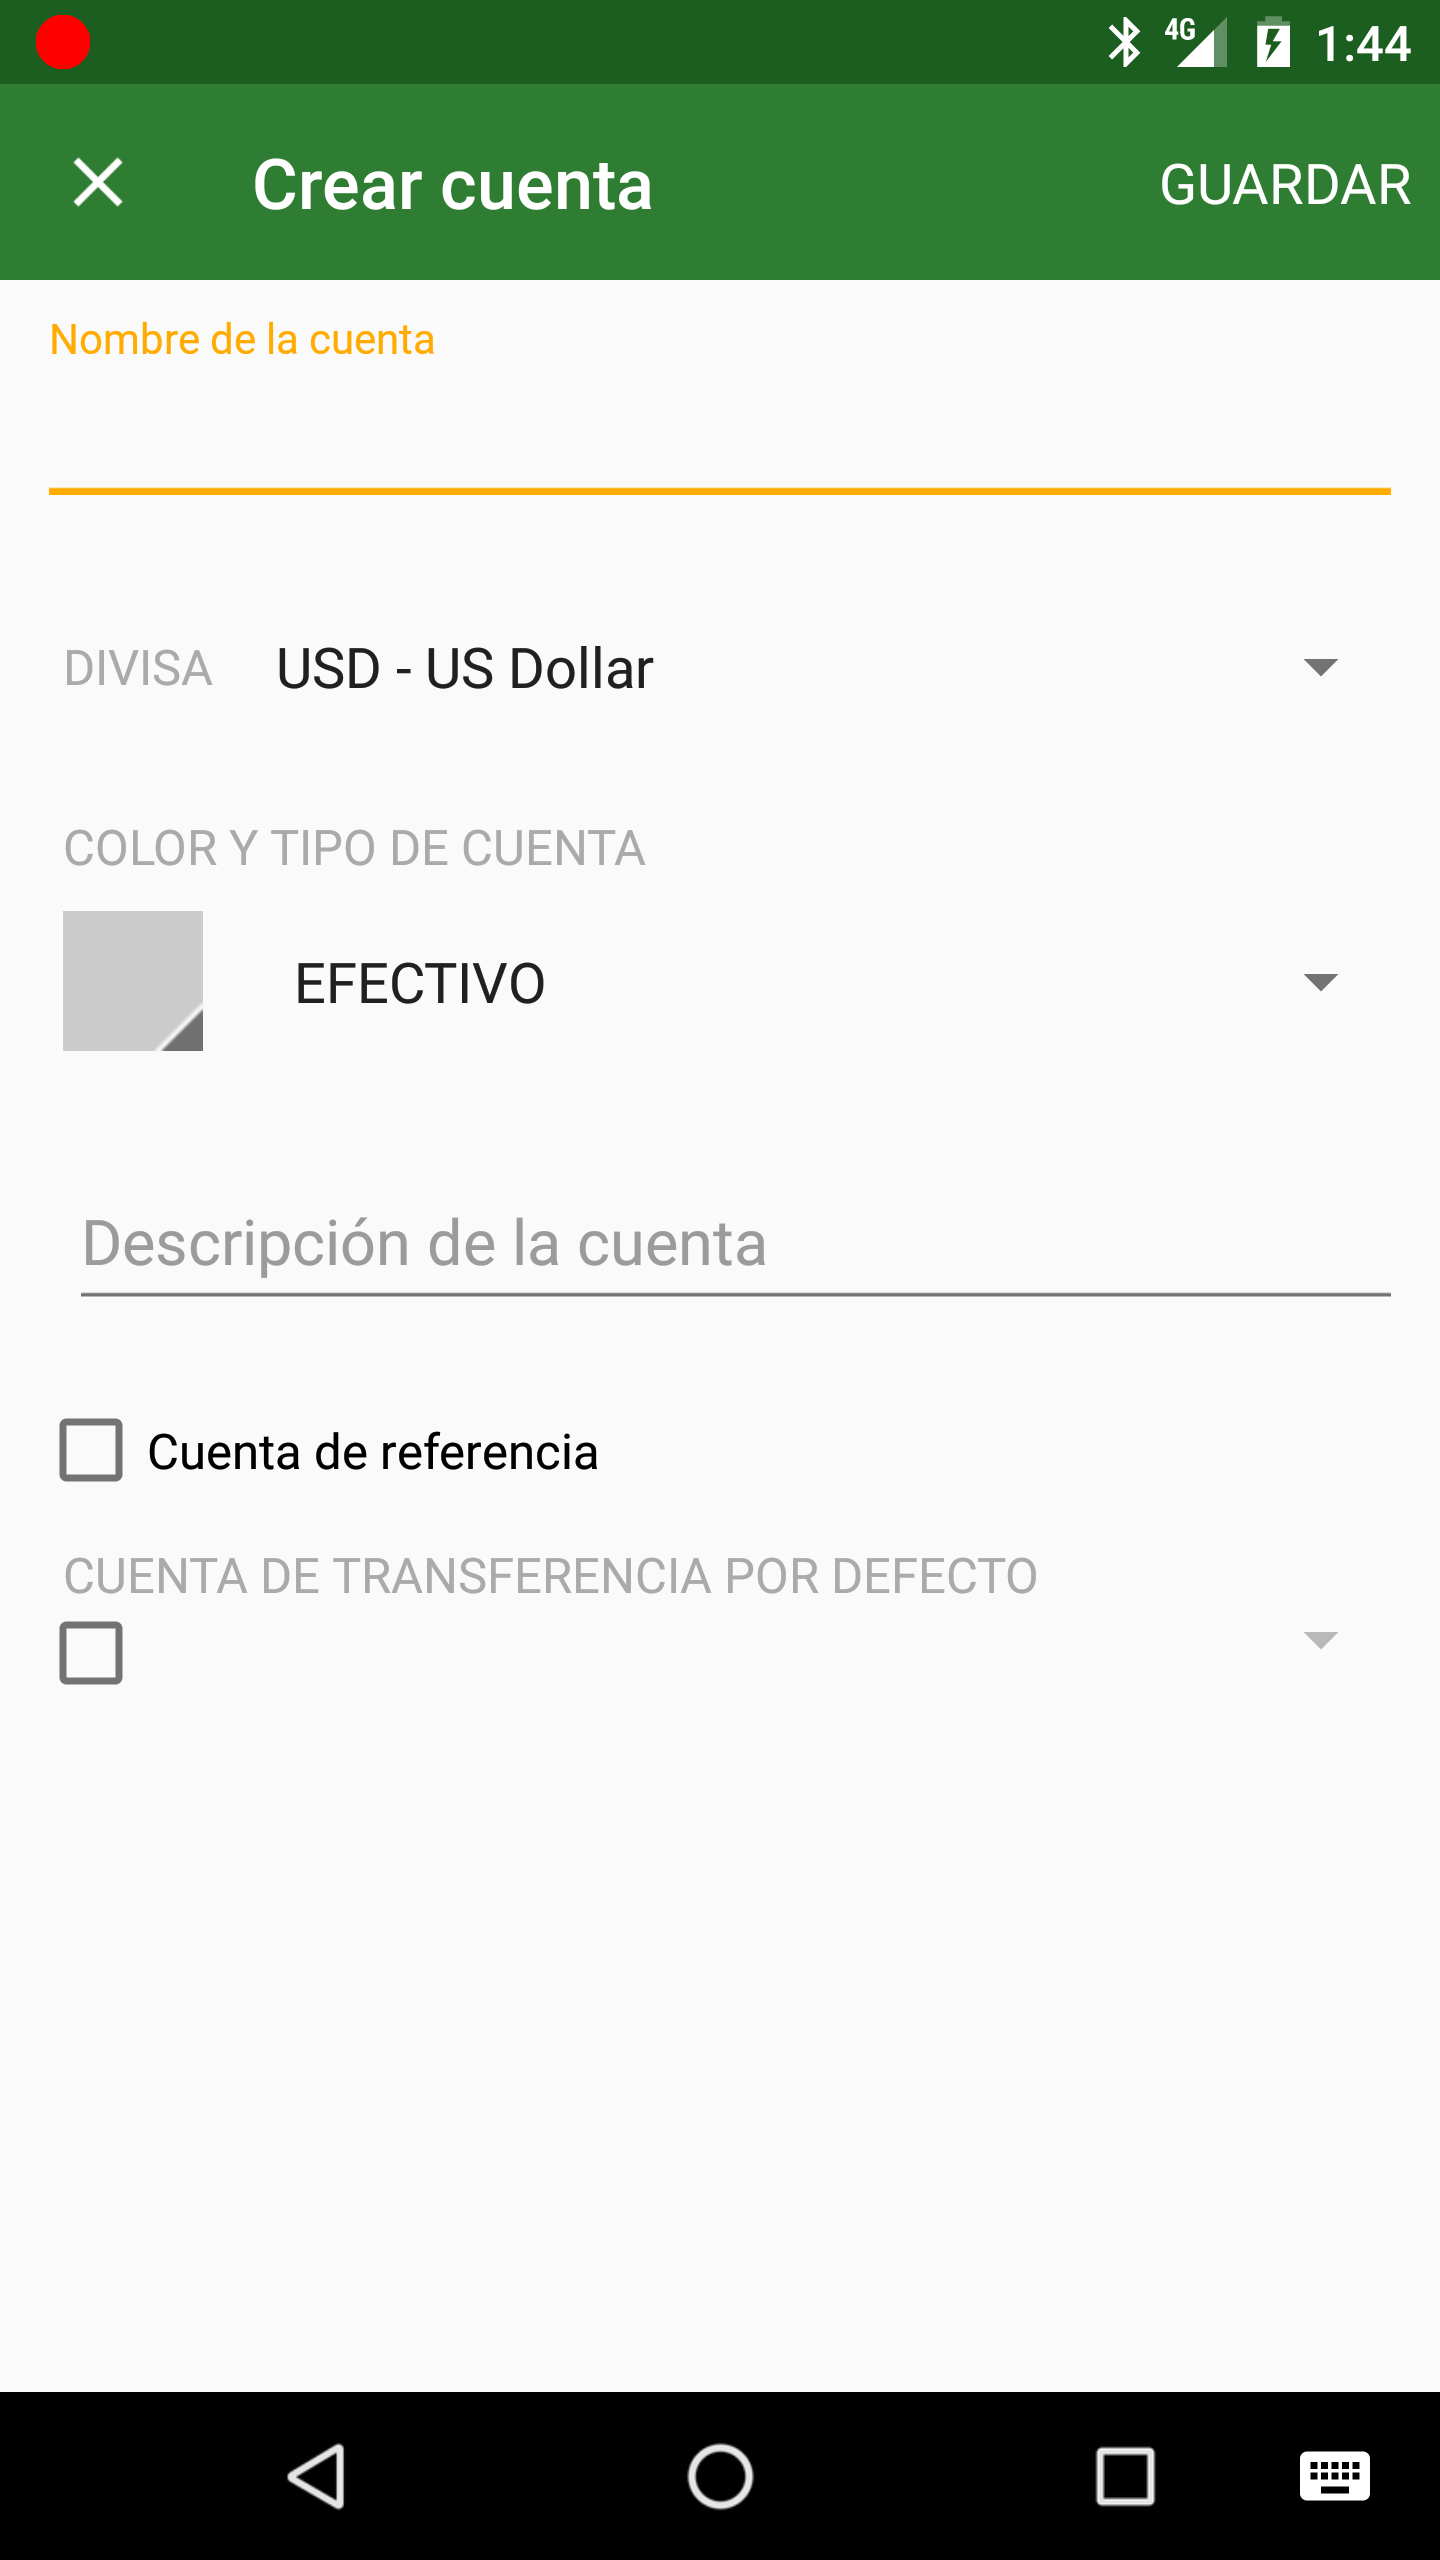 4G 1:44
Crear cuenta GUARDAR
Nombre de la cuenta
DIVISA USD - US Dollar
COLOR Y TIPO DE CUENTA
EFECTIVO
Descripción de la cuenta
Cuenta de referencia
CUENTA DE TRANSFERENCIA POR DEFECTO